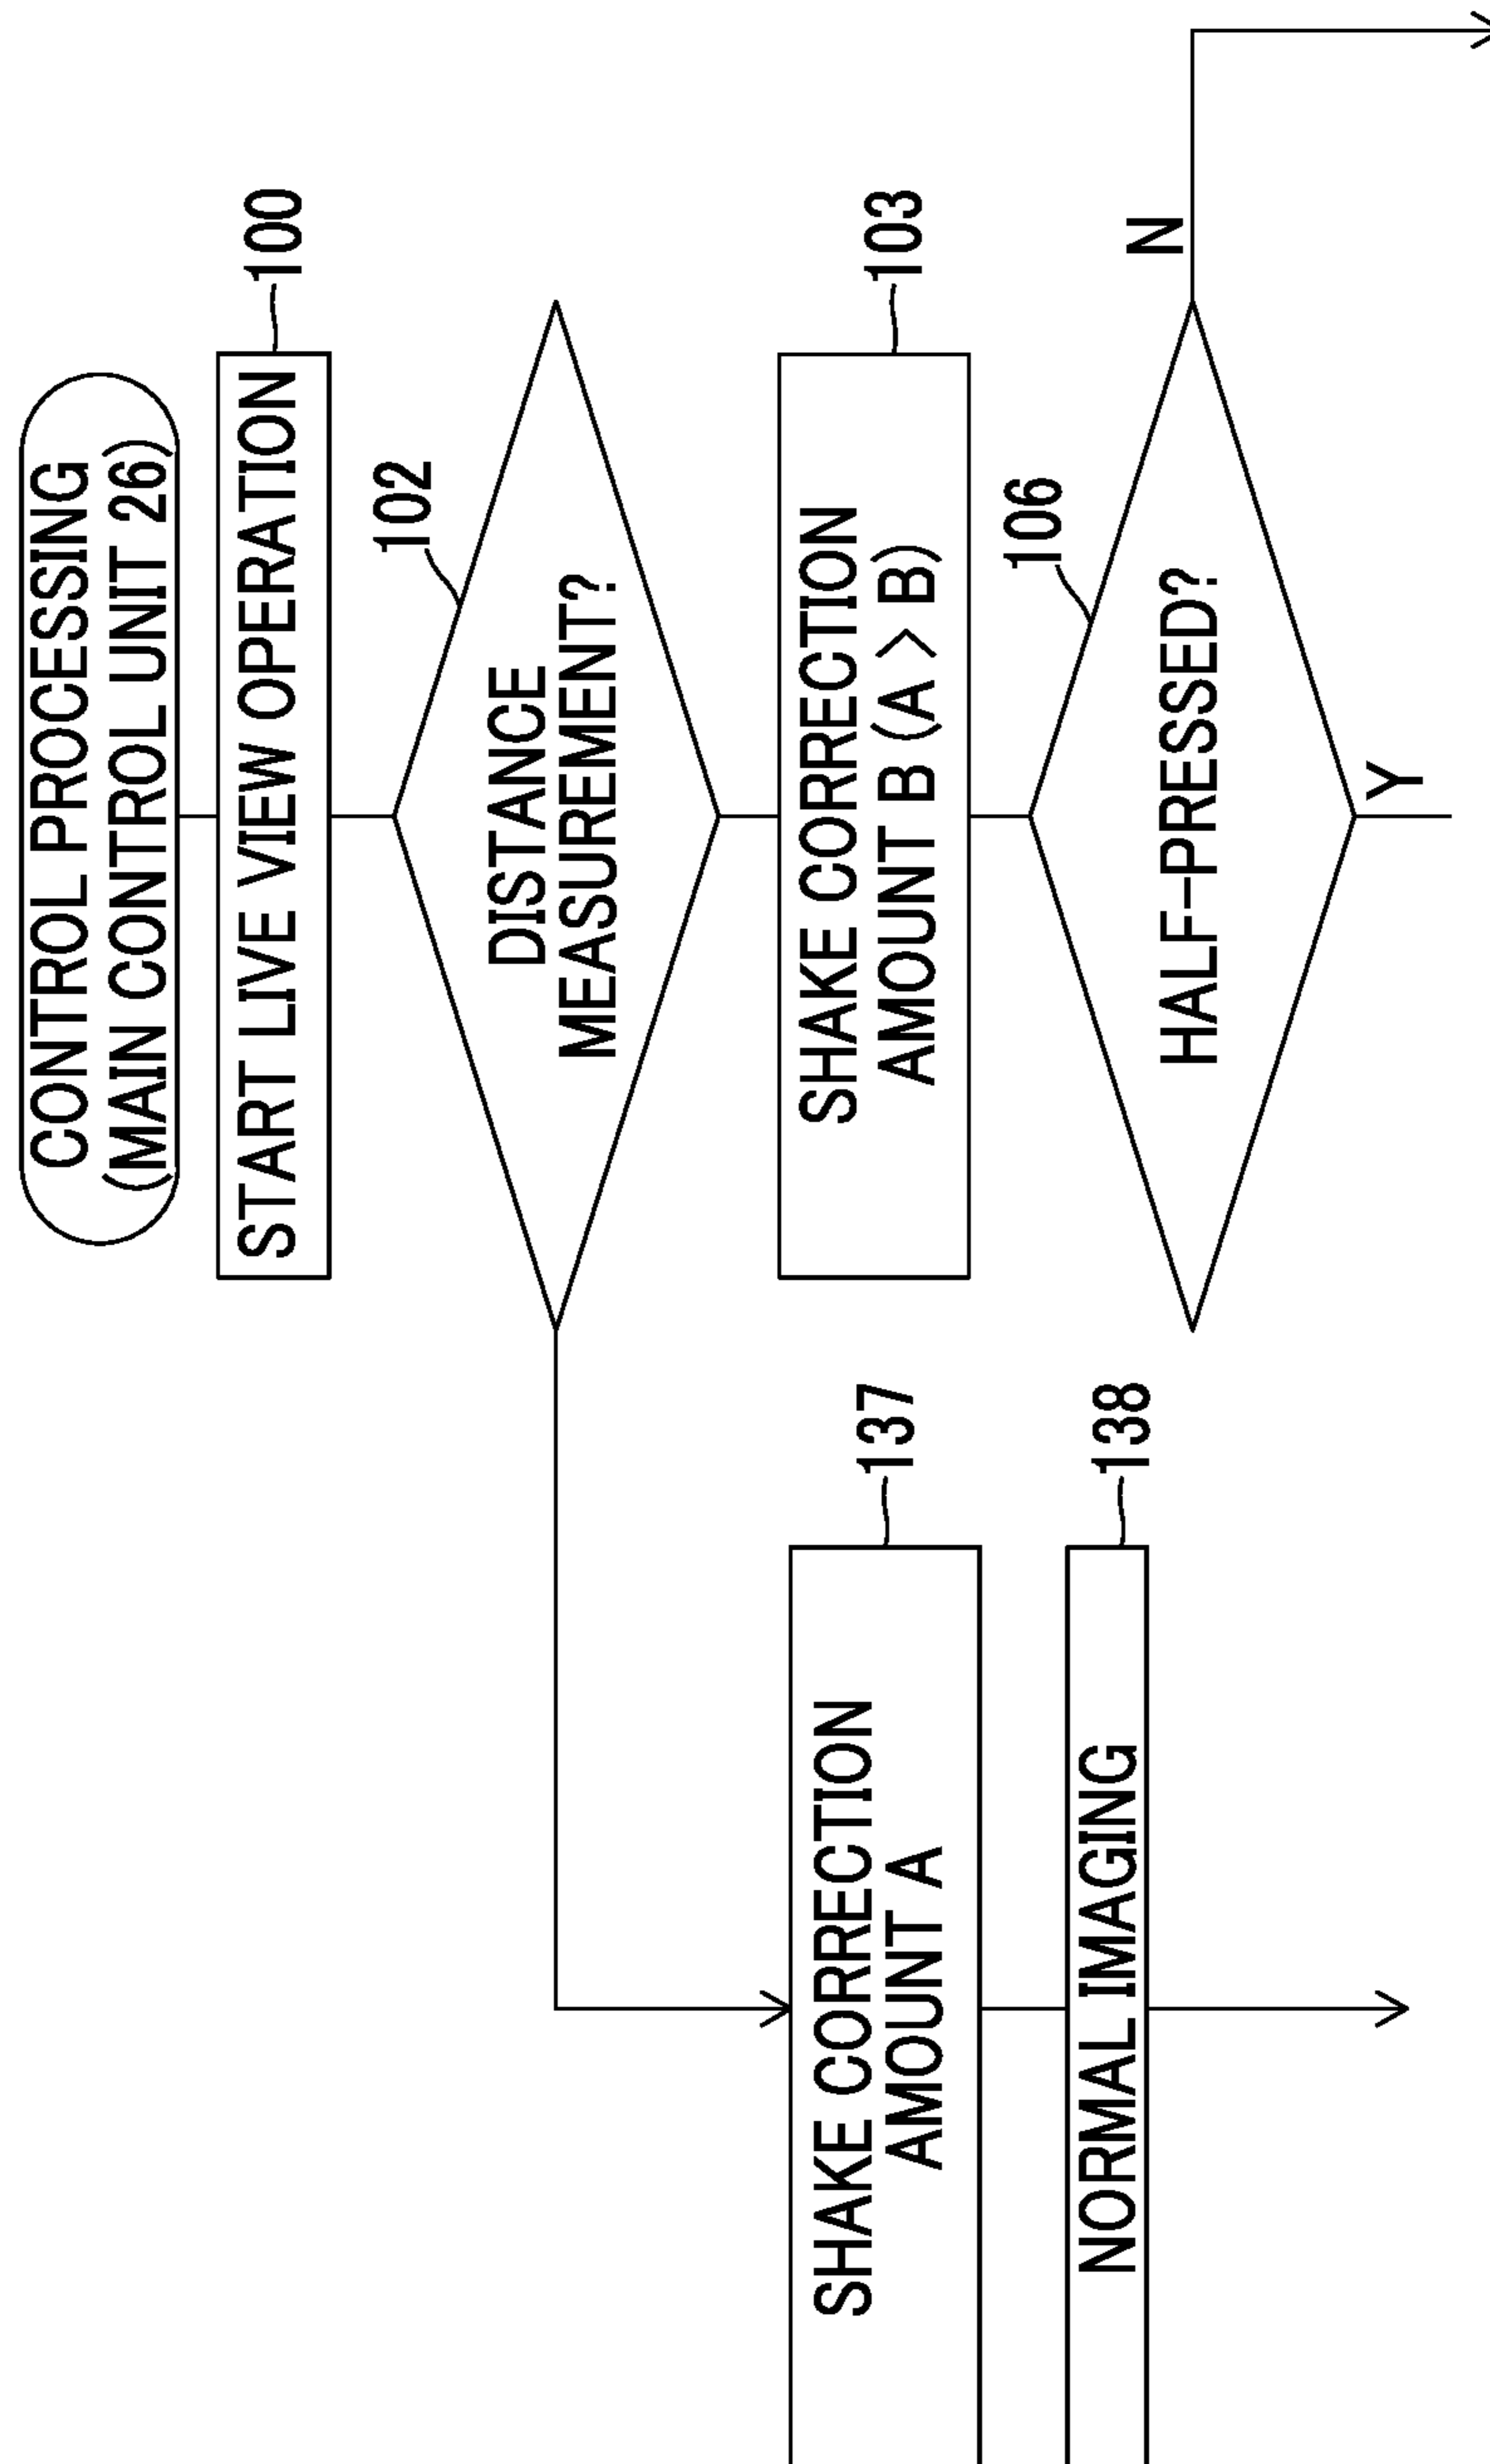 CONTROL PROCESSING
(MAIN CONTROL UNIT 26)
START LIVE VIEW OPERATION
100
102
DISTANCE
MEASUREMENT?
SHAKE CORRECTION
AMOUNT B (A > B)
103
106
HALF-PRESSED?
N
Y
SHAKE CORRECTION
AMOUNT A
137
NORMAL IMAGING
138